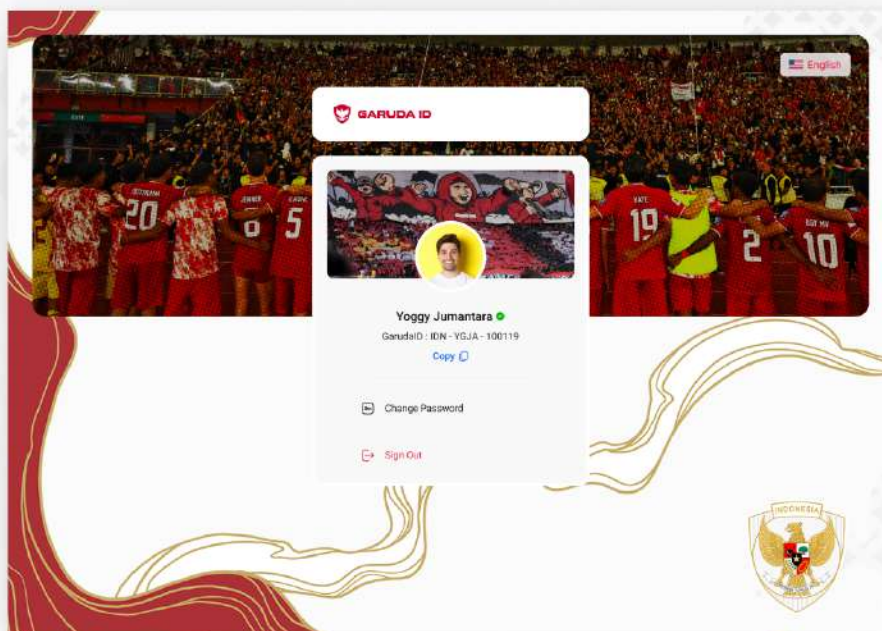 English
GARUDA ID
20
6
5
19
2
10
Yoggy Jumantara
GarudaID : IDN - YGJA - 100119
Copy
Change Password
Sign Out
INDONESIA